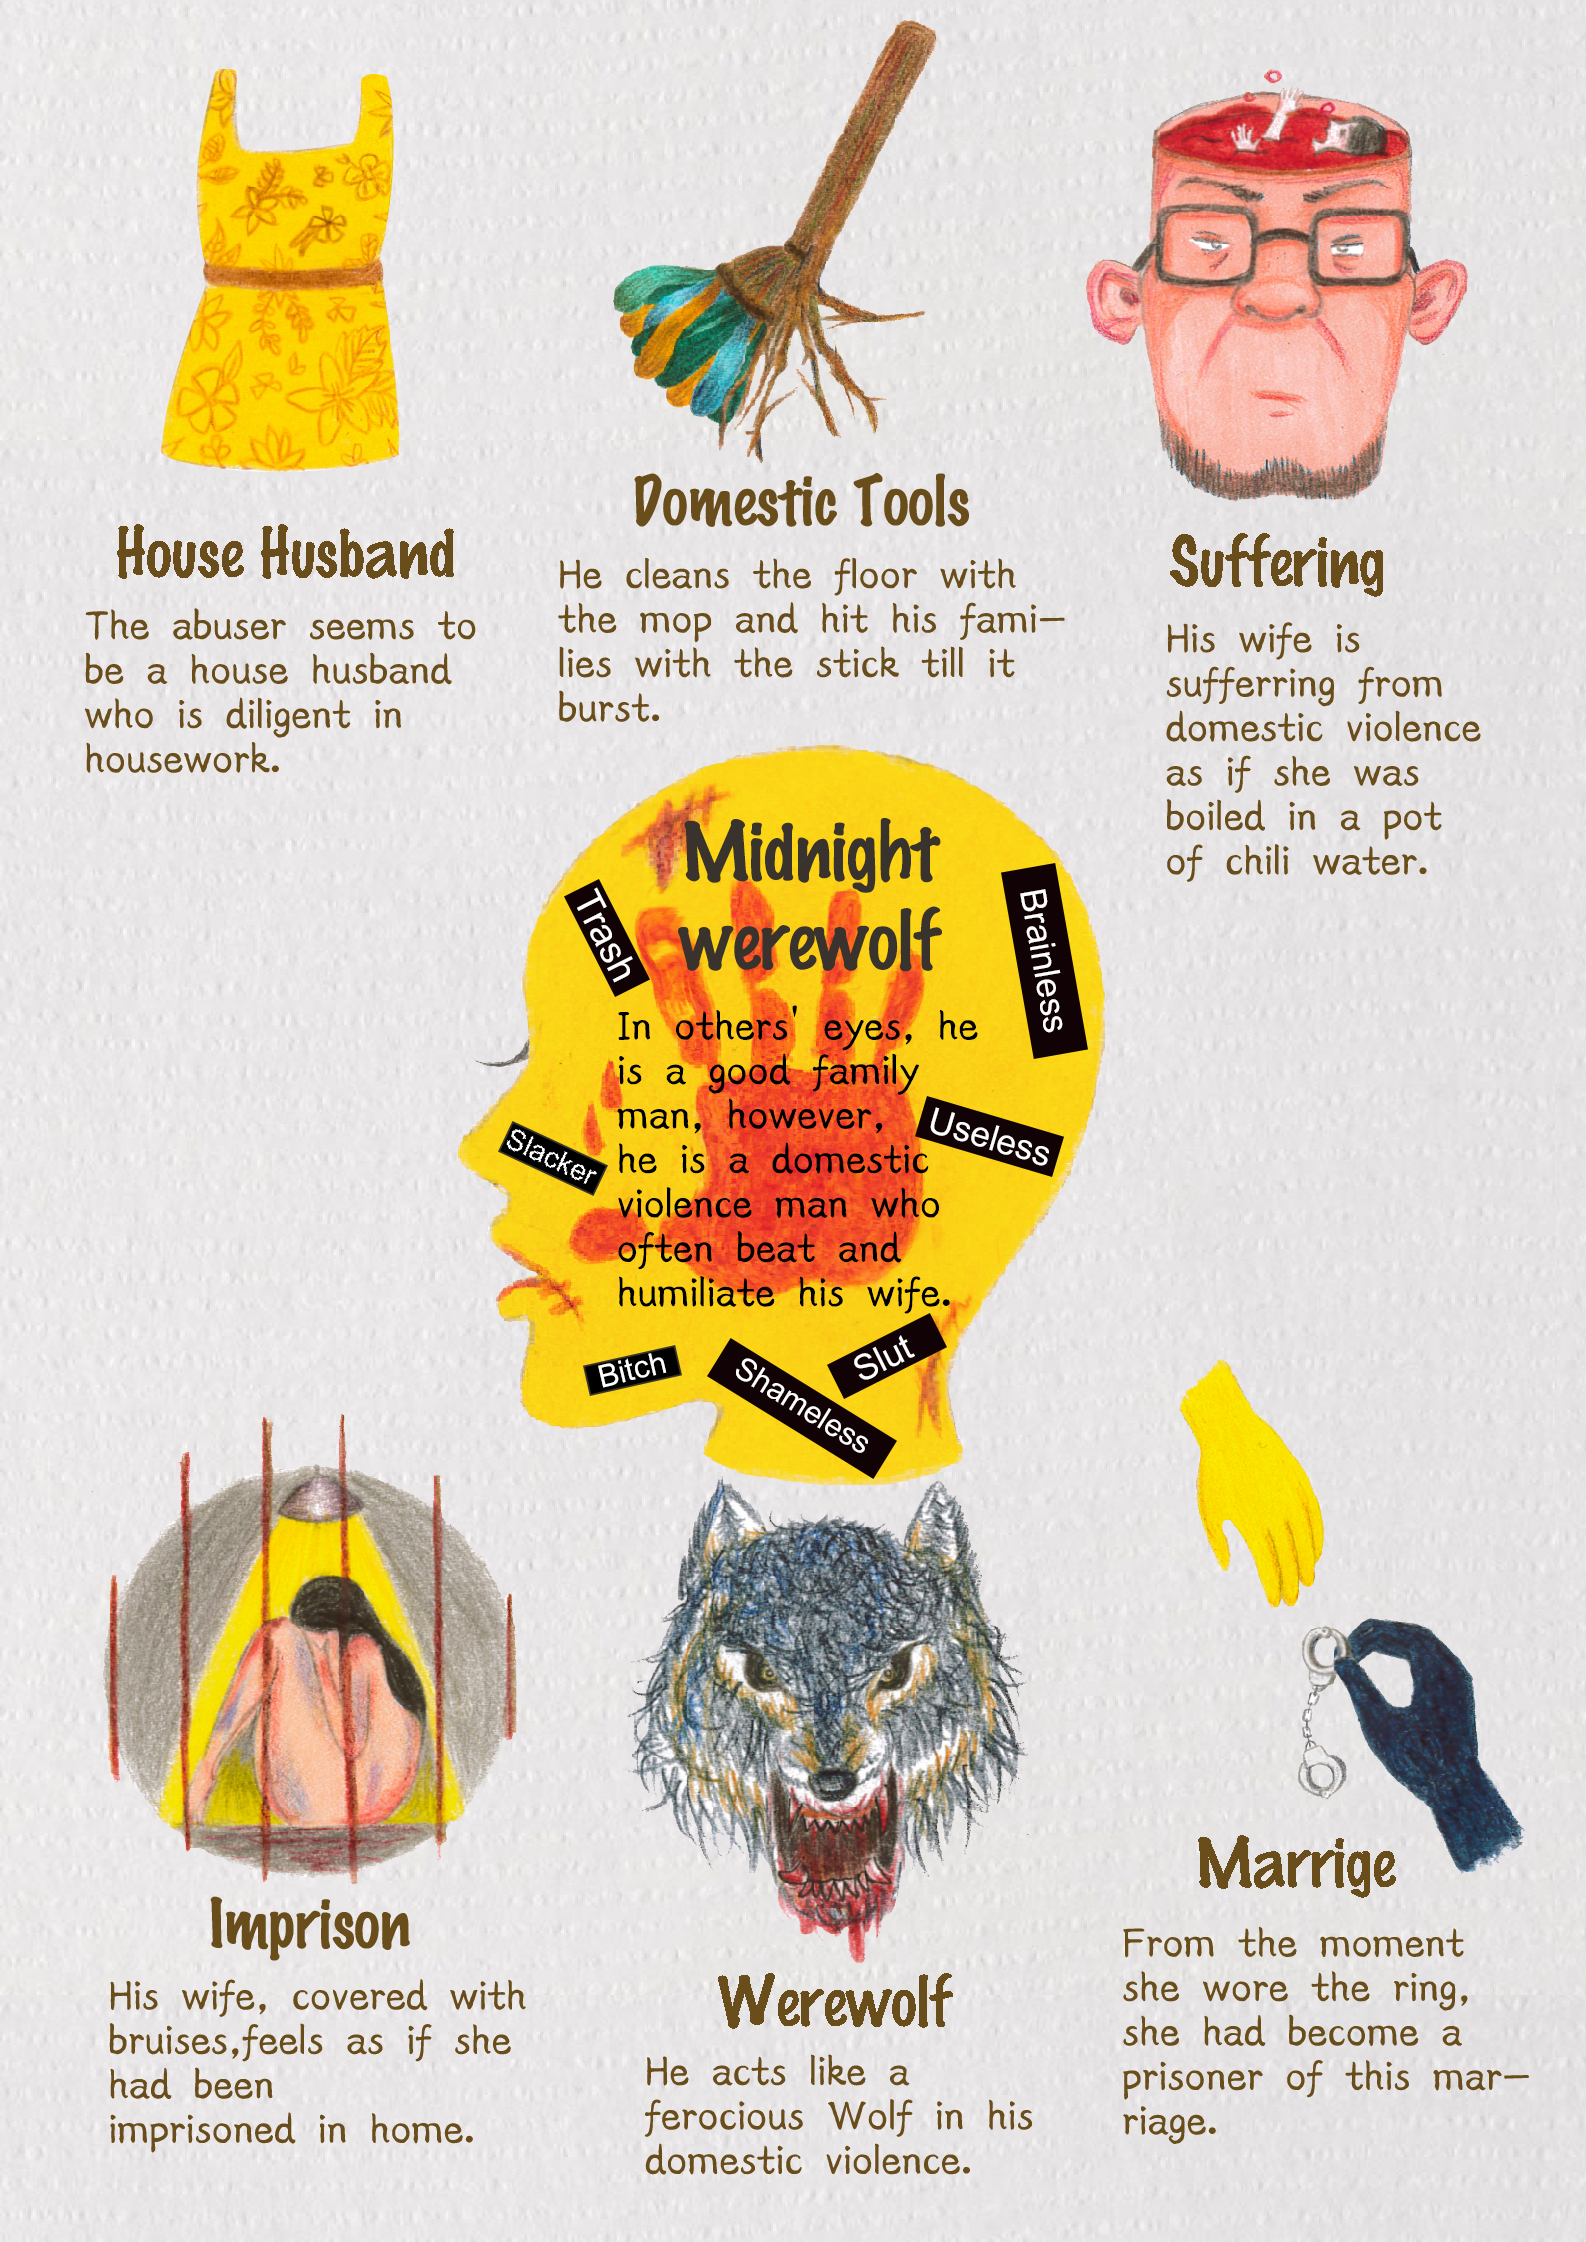 House Husband
The abuser seems to
be a house husband
who is diligent in
housework.
Domestic Tools
He cleans the floor with
the mop and hit his fami-
lies with the stick till it
burst.
Suffering
His wife is
sufferring from
domestic violence
as if she was
boiled in a pot
of chili water.
Midnight
werewolf
Trash
Brainless
In others' eyes, he
is a good family
man, however,
he is a domestic
violence man who
often beat and
humiliate his wife.
Slacker
Useless
Bitch
Shameless
Slut
Imprison
His wife, covered with
bruises,feels as if she
had been
imprisoned in home.
Werewolf
He acts like a
ferocious Wolf in his
domestic violence.
Marrige
From the moment
she wore the ring,
she had become a
prisoner of this mar-
riage.